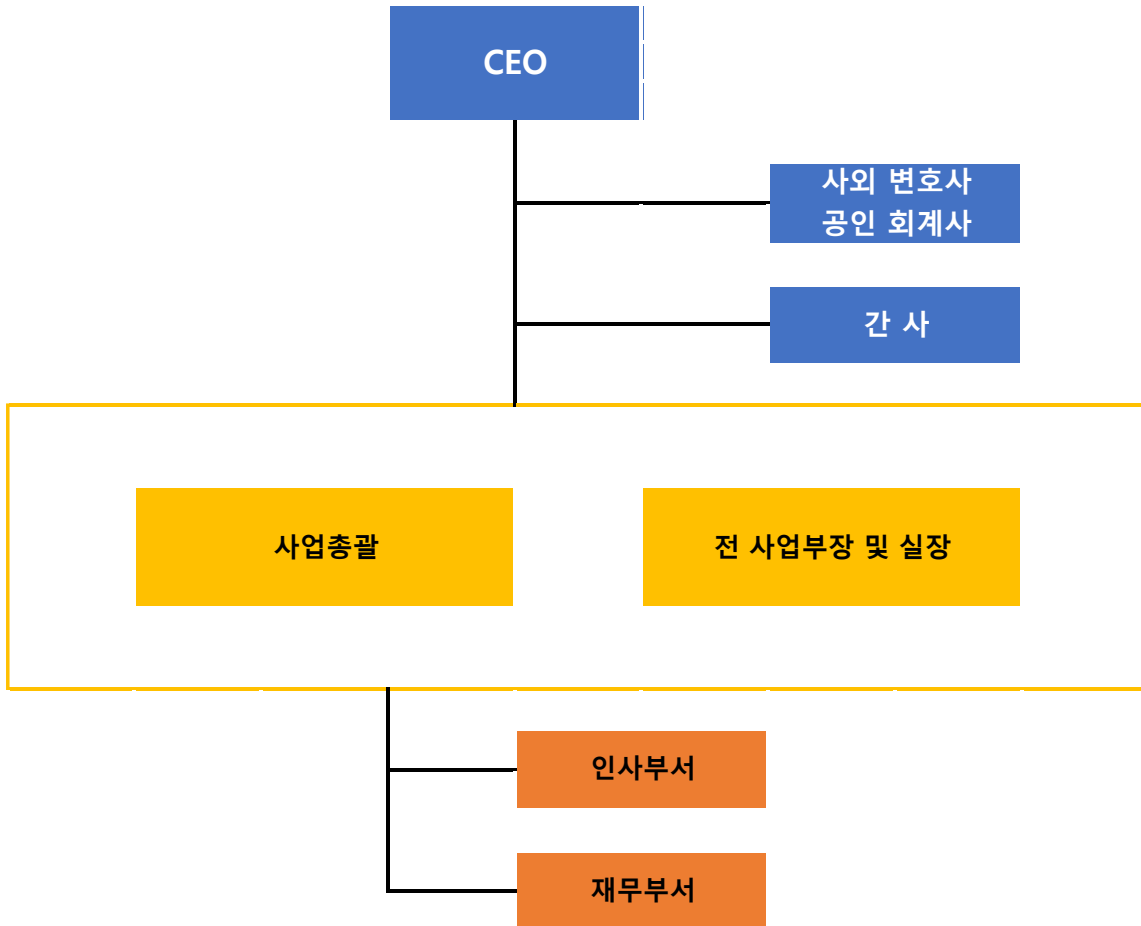 CEO
사외 변호사
공인 회계사
간 사
사업총괄
전 사업부장 및 실장
인사부서
재무부서